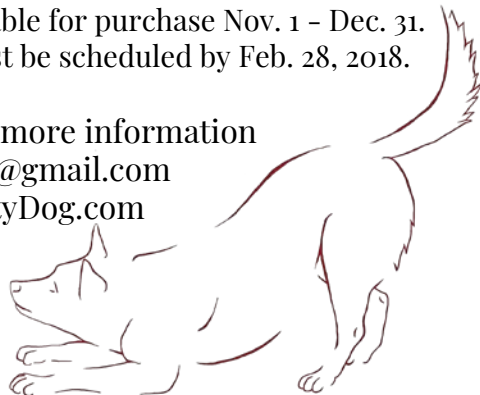 ble for purchase Nov. 1 - Dec. 31.
st be scheduled by Feb. 28, 2018.
more information
@gmail.com
tyDog.com